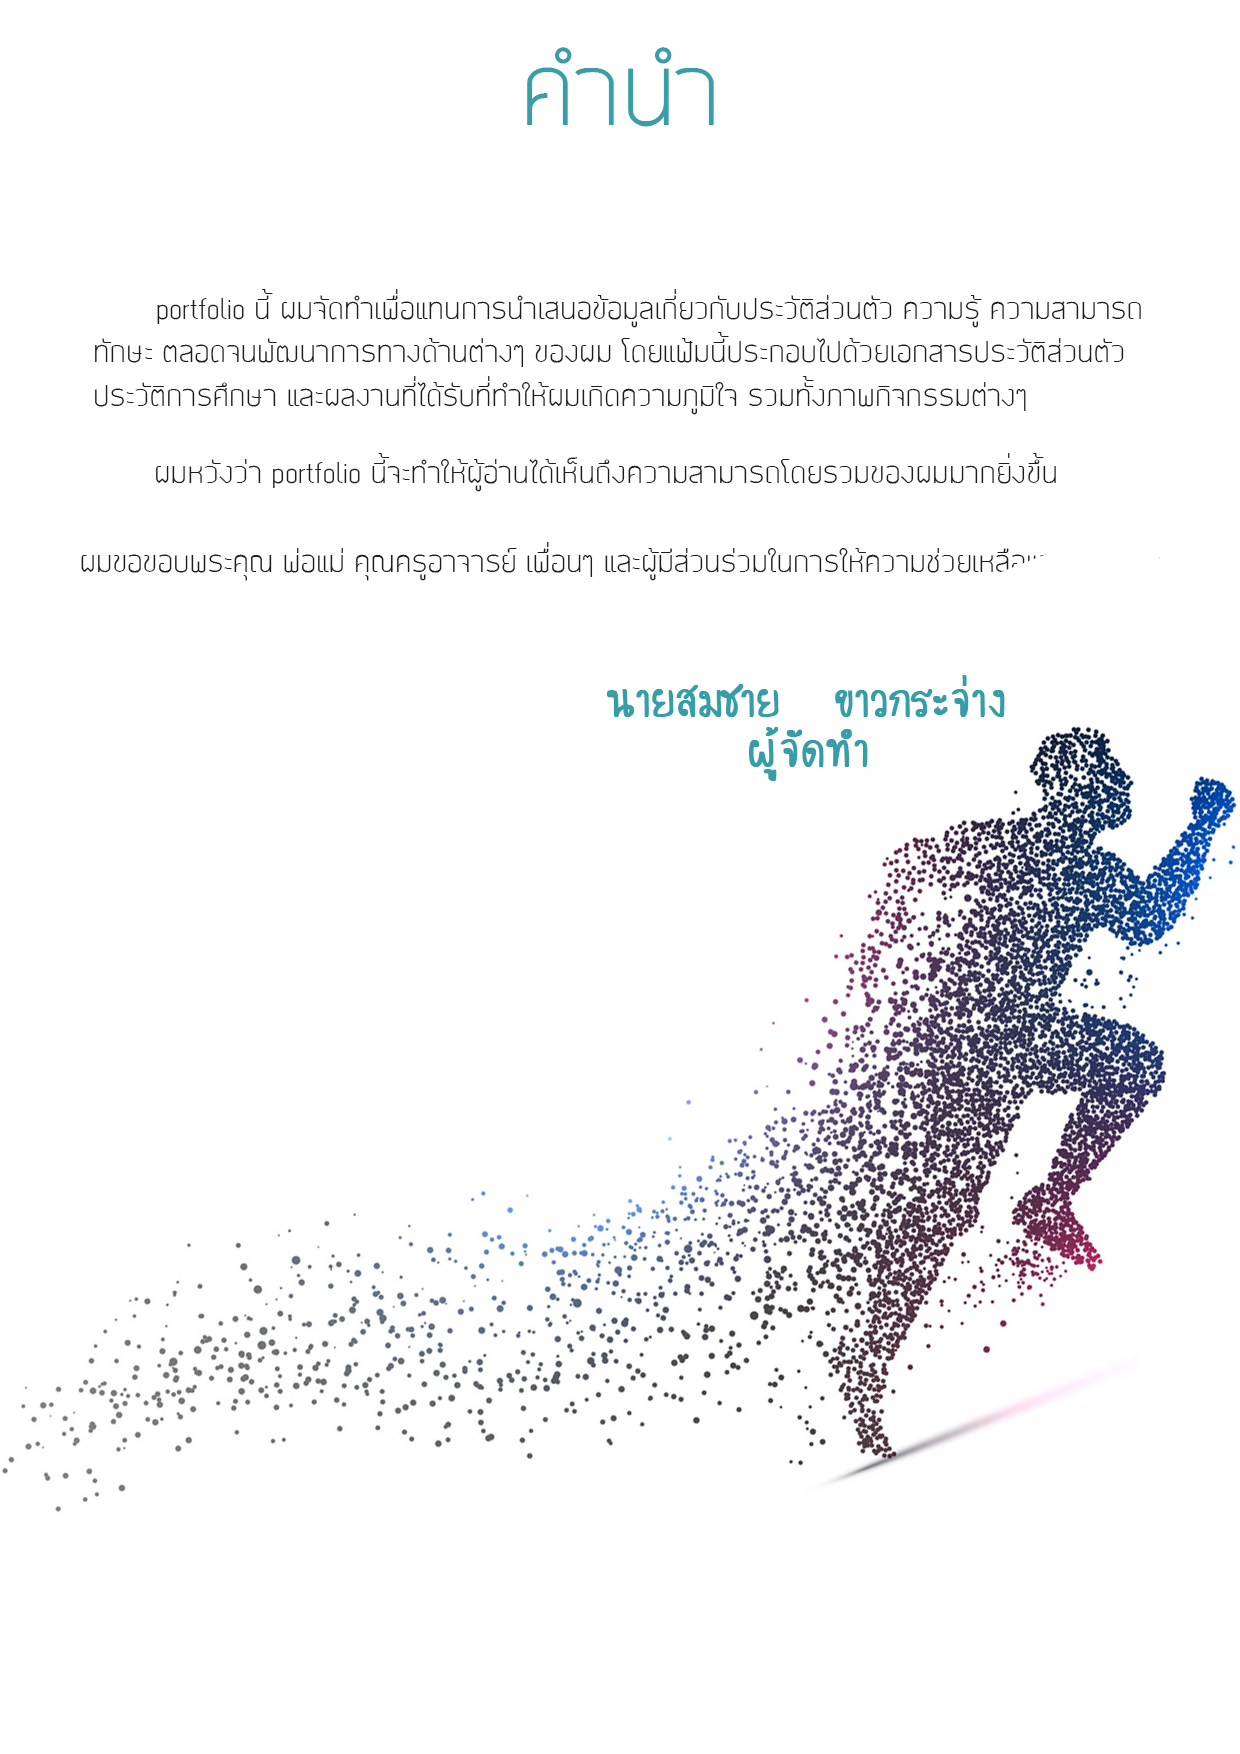 คำนำ
portfolio นี้ ผมจัดทำเพื่อแทนการนำเสนอข้อมูลเกี่ยวกับประวัติส่วนตัว ความรู้ ความสามารถ
ทักษะ ตลอดจนพัฒนาการทางด้านต่างๆ ของผม โดยแฟ้มนี้ประกอบไปด้วยเอกสารประวัติส่วนตัว
ประวัติการศึกษา และผลงานที่ได้รับที่ทำให้ผมเกิดความภูมิใจ รวมทั้งภาพกิจกรรมต่างๆ
ผมหวังว่า portfolio นี้จะทำให้ผู้อ่านได้เห็นถึงความสามารถโดยรวมของผมมากยิ่งขึ้น
ผมขอขอบพระคุณ พ่อแม่ คุณครูอาจารย์ เพื่อนๆ และผู้มีส่วนร่วมในการให้ความช่วยเหลือ
นายสมชาย ขาวกระจ่าง
ผู้จัดทำ